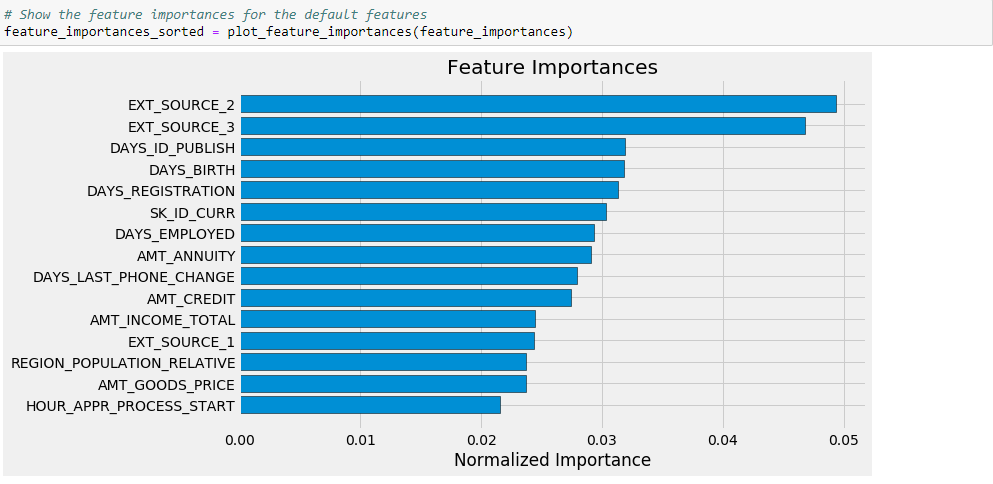 # Show the feature importances for the default features
feature_importances_sorted = plot_feature_importances(feature_importances)
Feature Importances
EXT_SOURCE_2
EXT_SOURCE_3
DAYS_ID_PUBLISH
DAYS_BIRTH
DAYS_REGISTRATION
SK_ID_CURR
DAYS_EMPLOYED
AMT_ANNUITY
DAYS_LAST_PHONE_CHANGE
AMT_CREDIT
AMT_INCOME_TOTAL
EXT_SOURCE_1
REGION_POPULATION_RELATIVE
AMT_GOODS_PRICE
HOUR_APPR_PROCESS_START
0.00 0.01 0.02 0.03 0.04 0.05
Normalized Importance